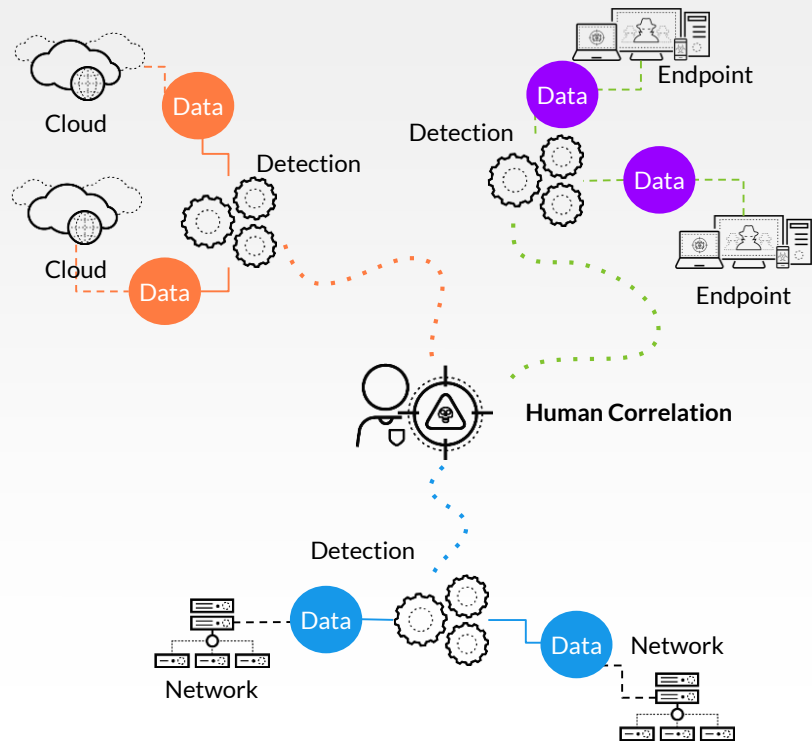 Endpoint
Data
Data
Cloud
Detection
Detection
Data
Cloud
Data
Endpoint
Human Correlation
Detection
Data
Data
Network
Network